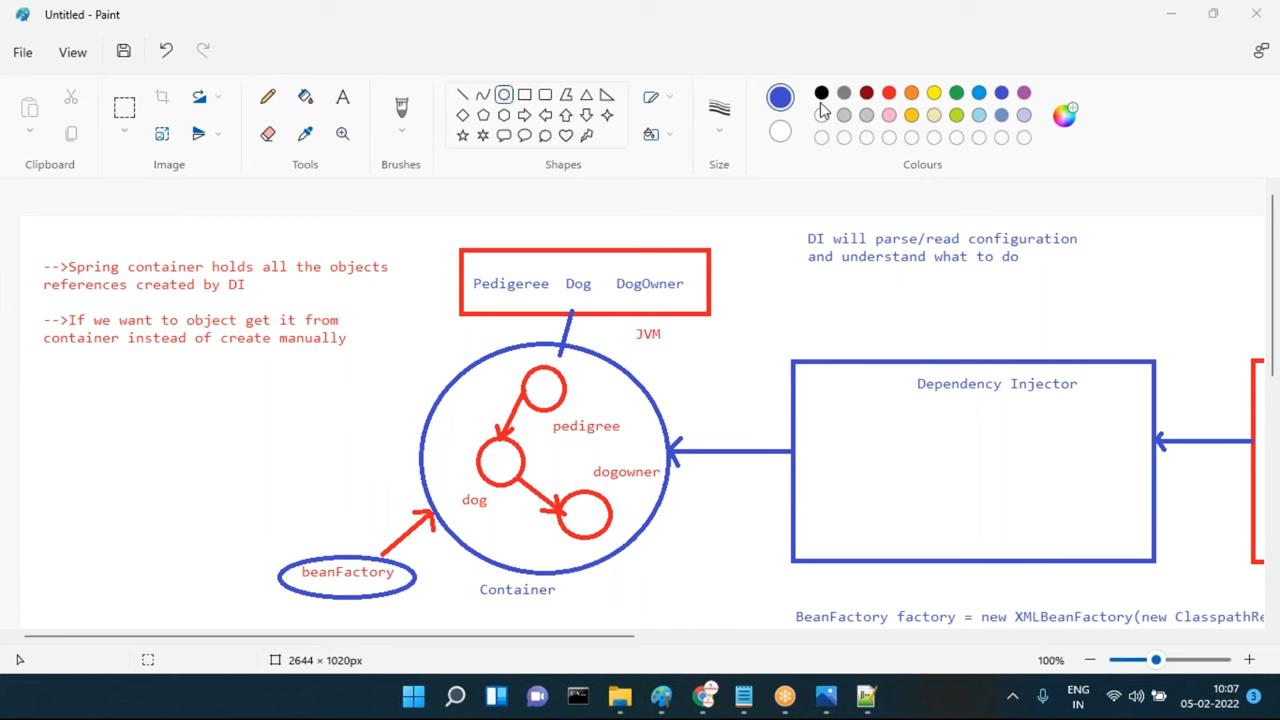 Untitled - Paint
File
View
Clipboard
Image
Tools
Brushes
Shapes
Size
Colours
-->Spring container holds all the objects
references created by DI
-->If we want to object get it from
container instead of create manually
Pedigeree Dog DogOwner
JVM
DI will parse/read configuration
and understand what to do
pedigree
dogowner
dog
beanFactory
Container
Dependency Injector
BeanFactory factory = new XMLBeanFactory(new ClasspathRe
2644 × 1020px
100%
ENG
IN
10:07
05-02-2022
3